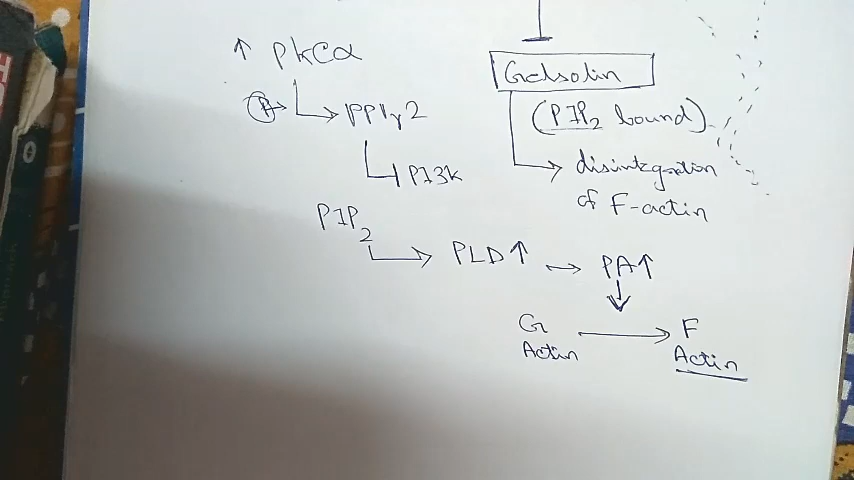 ↑ PKCα
Gelsolin
P → PP1γ2
(PIP₂ bound)
PI3K
disintegration
of F-actin
PIP₂
PLD↑ → PA↑
G → F
Actin Actin